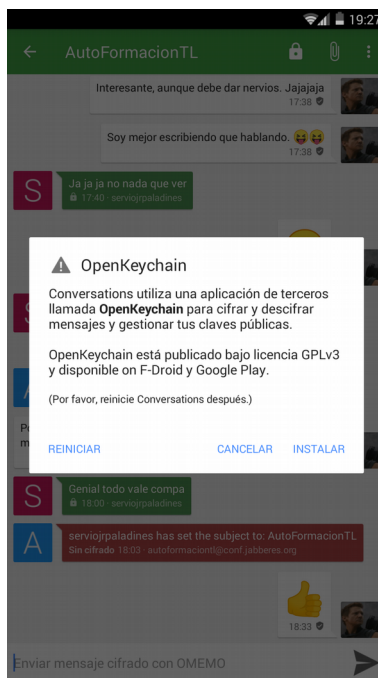 19:27
AutoFormacionTL
Interesante, aunque debe dar nervios. Jajajaja
17:38
Soy mejor escribiendo que hablando. 😝😝
17:38
S
Ja ja ja no nada que ver
17:40 · serviojrpaladines
OpenKeychain
Conversations utiliza una aplicación de terceros
llamada OpenKeychain para cifrar y descifrar
mensajes y gestionar tus claves públicas.
OpenKeychain está publicado bajo licencia GPLv3
y disponible on F-Droid y Google Play.
(Por favor, reinicie Conversations después.)
REINICIAR CANCELAR INSTALAR
S
Genial todo vale compa
18:00 · serviojrpaladines
A
serviojrpaladines has set the subject to: AutoFormacionTL
Sin cifrado 18:03 · autoformaciontl@conf.jabberes.org
18:33
Enviar mensaje cifrado con OMEMO